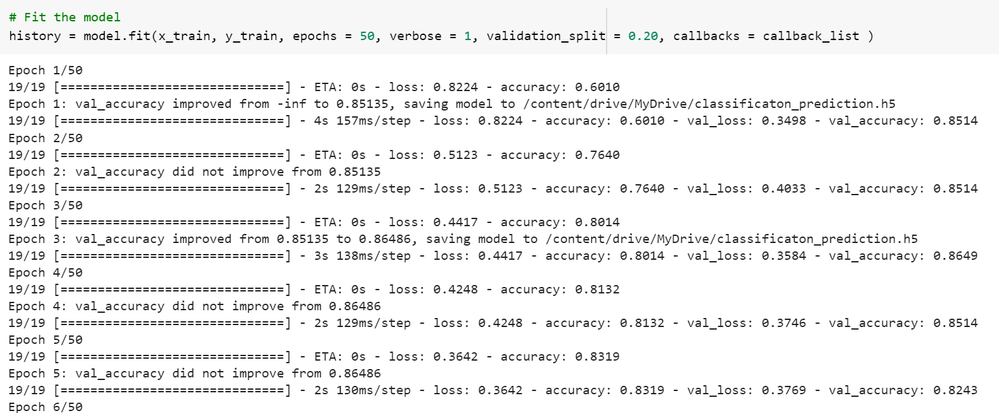 # Fit the model
history = model.fit(x_train, y_train, epochs = 50, verbose = 1, validation_split = 0.20, callbacks = callback_list )
Epoch 1/50
19/19 [==============================] - ETA: 0s - loss: 0.8224 - accuracy: 0.6010
Epoch 1: val_accuracy improved from -inf to 0.85135, saving model to /content/drive/MyDrive/classificaton_prediction.h5
19/19 [==============================] - 4s 157ms/step - loss: 0.8224 - accuracy: 0.6010 - val_loss: 0.3498 - val_accuracy: 0.8514
Epoch 2/50
19/19 [==============================] - ETA: 0s - loss: 0.5123 - accuracy: 0.7640
Epoch 2: val_accuracy did not improve from 0.85135
19/19 [==============================] - 2s 129ms/step - loss: 0.5123 - accuracy: 0.7640 - val_loss: 0.4033 - val_accuracy: 0.8514
Epoch 3/50
19/19 [==============================] - ETA: 0s - loss: 0.4417 - accuracy: 0.8014
Epoch 3: val_accuracy improved from 0.85135 to 0.86486, saving model to /content/drive/MyDrive/classificaton_prediction.h5
19/19 [==============================] - 3s 138ms/step - loss: 0.4417 - accuracy: 0.8014 - val_loss: 0.3584 - val_accuracy: 0.8649
Epoch 4/50
19/19 [==============================] - ETA: 0s - loss: 0.4248 - accuracy: 0.8132
Epoch 4: val_accuracy did not improve from 0.86486
19/19 [==============================] - 2s 129ms/step - loss: 0.4248 - accuracy: 0.8132 - val_loss: 0.3746 - val_accuracy: 0.8514
Epoch 5/50
19/19 [==============================] - ETA: 0s - loss: 0.3642 - accuracy: 0.8319
Epoch 5: val_accuracy did not improve from 0.86486
19/19 [==============================] - 2s 130ms/step - loss: 0.3642 - accuracy: 0.8319 - val_loss: 0.3769 - val_accuracy: 0.8243
Epoch 6/50